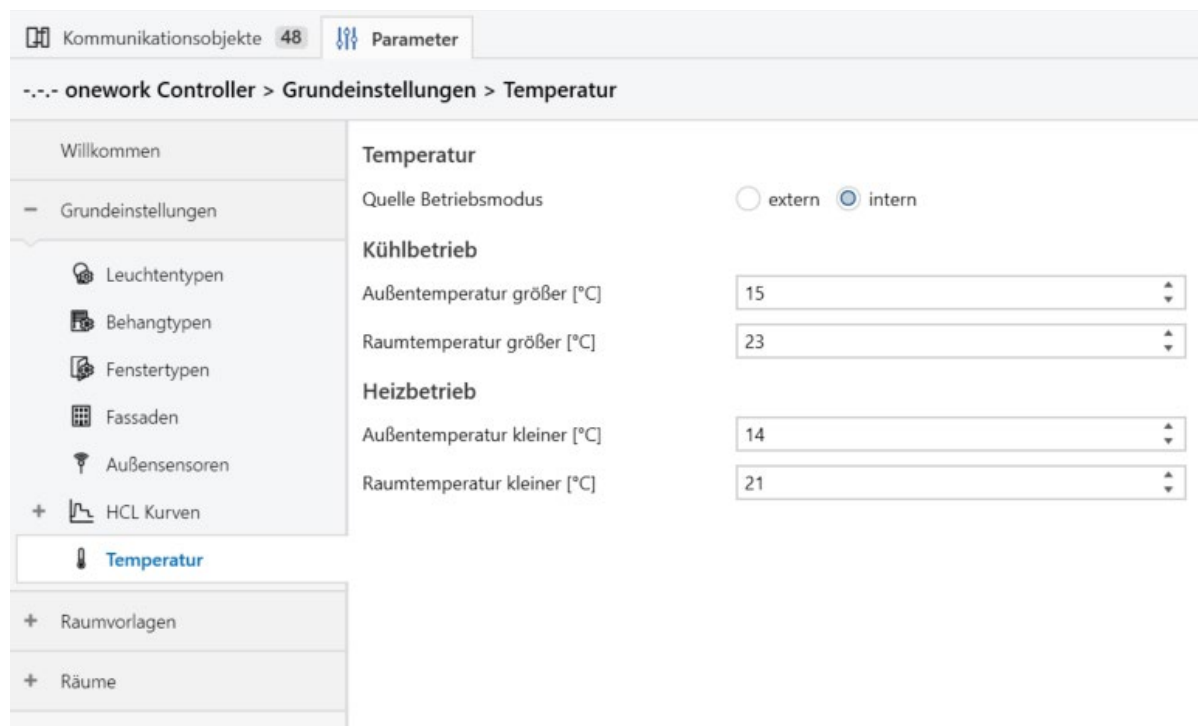 Kommunikationsobjekte 48 Parameter
-.-.- onework Controller > Grundeinstellungen > Temperatur
Willkommen
Grundeinstellungen
Leuchtentypen
Behangtypen
Fenstertypen
Fassaden
Außensensoren
HCL Kurven
Temperatur
Raumvorlagen
Räume
Temperatur
Quelle Betriebsmodus extern intern
Kühlbetrieb
Außentemperatur größer [°C] 15
Raumtemperatur größer [°C] 23
Heizbetrieb
Außentemperatur kleiner [°C] 14
Raumtemperatur kleiner [°C] 21